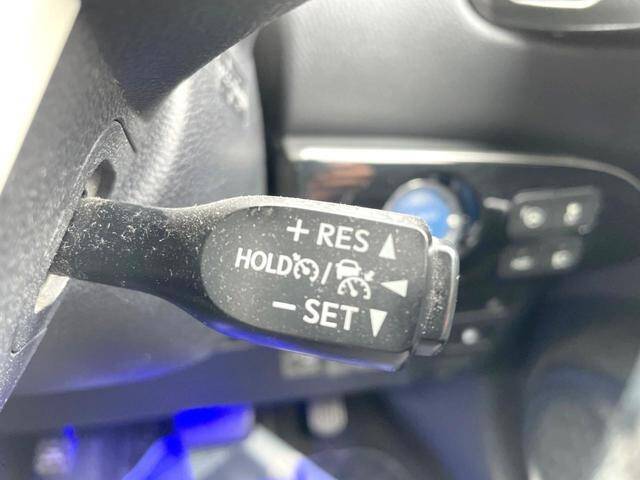 + RES
HOLD /
- SET